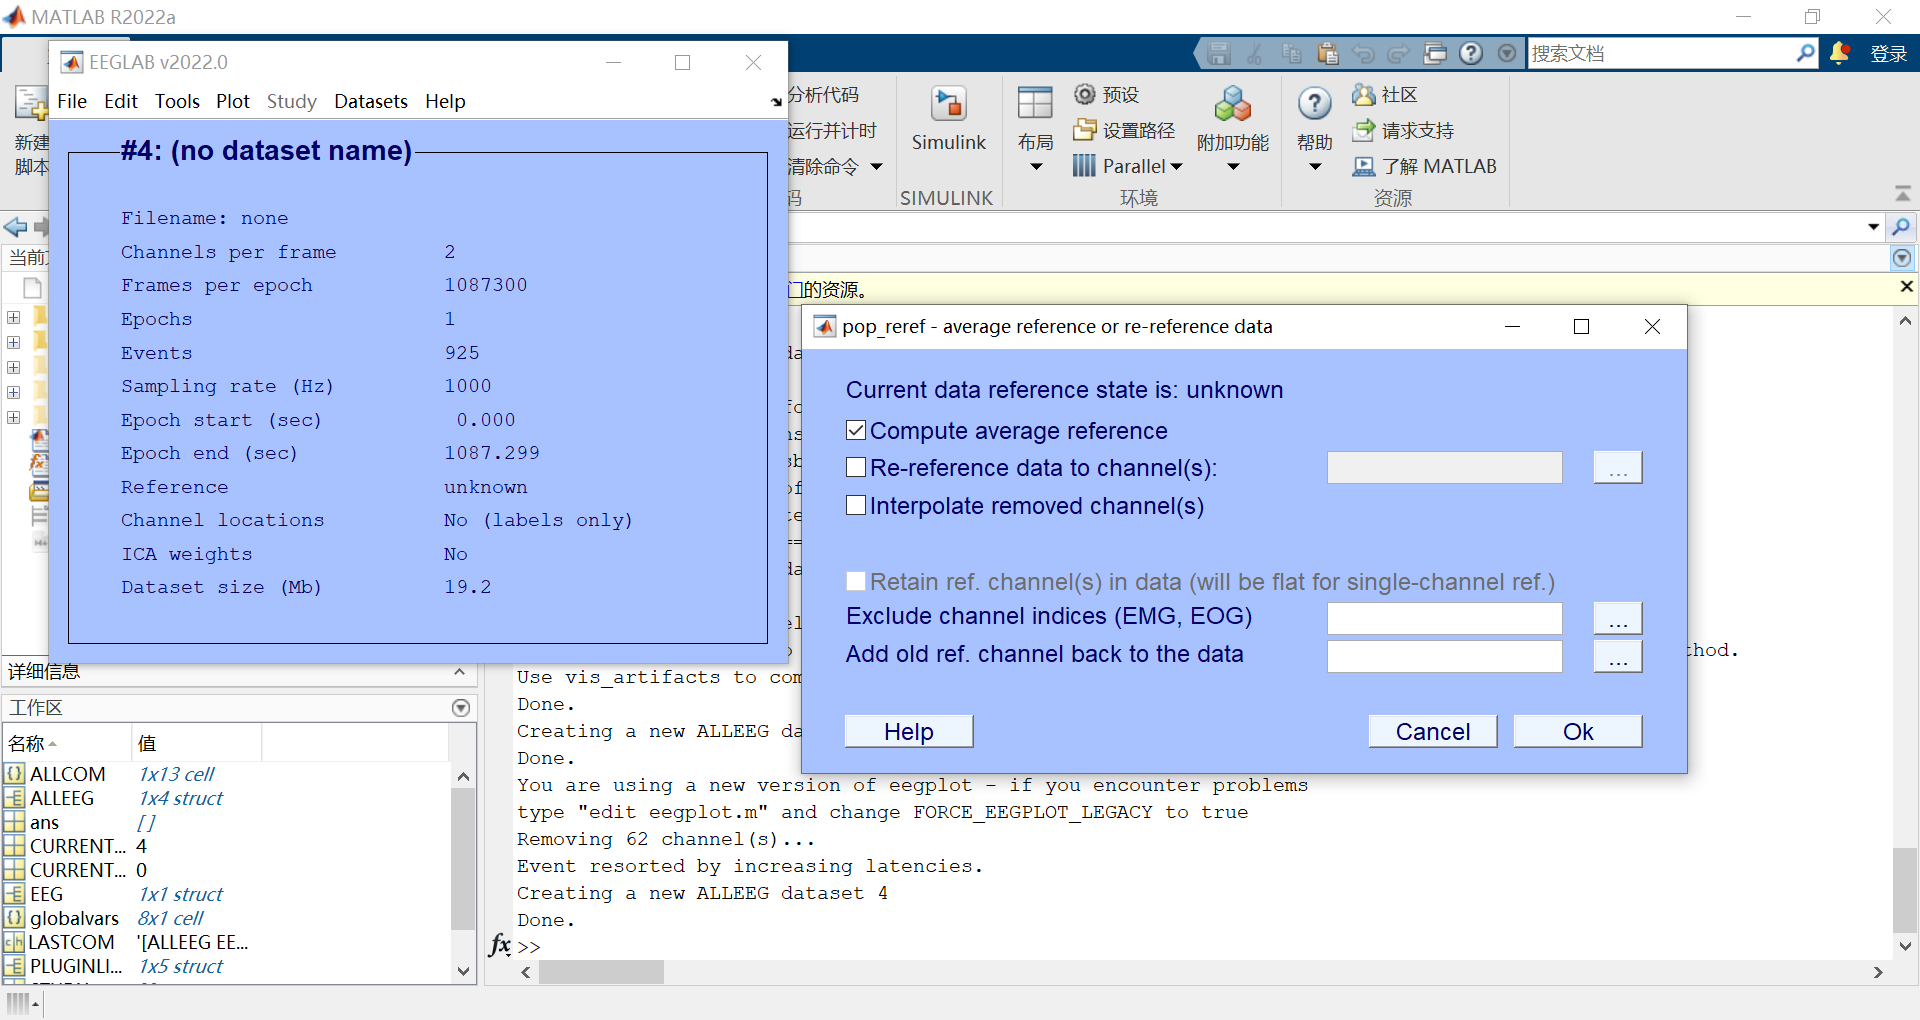 MATLAB R2022a
搜索文档
登录
EEGLAB v2022.0
File Edit Tools Plot Study Datasets Help
新建
脚本
分析代码
运行并计时
清除命令
码
Simulink
SIMULINK
布局
预设
设置路径
Parallel
附加功能
环境
帮助
社区
请求支持
了解 MATLAB
资源
#4: (no dataset name)
Filename: none
Channels per frame 2
Frames per epoch 1087300
Epochs 1
Events 925
Sampling rate (Hz) 1000
Epoch start (sec) 0.000
Epoch end (sec) 1087.299
Reference unknown
Channel locations No (labels only)
ICA weights No
Dataset size (Mb) 19.2
当前
门的资源。
pop_reref - average reference or re-reference data
Current data reference state is: unknown
Compute average reference
Re-reference data to channel(s):
...
Interpolate removed channel(s)
Retain ref. channel(s) in data (will be flat for single-channel ref.)
Exclude channel indices (EMG, EOG)
...
Add old ref. channel back to the data
...
Help Cancel Ok
thod.
详细信息
工作区
名称 值
ALLCOM 1x13 cell
ALLEEG 1x4 struct
ans []
CURRENT... 4
CURRENT... 0
EEG 1x1 struct
globalvars 8x1 cell
LASTCOM '[ALLEEG EE...
PLUGINLI... 1x5 struct
Use vis_artifacts to com
Done.
Creating a new ALLEEG da
Done.
You are using a new version of eegplot - if you encounter problems
type "edit eegplot.m" and change FORCE_EEGPLOT_LEGACY to true
Removing 62 channel(s)...
Event resorted by increasing latencies.
Creating a new ALLEEG dataset 4
Done.
fx >>